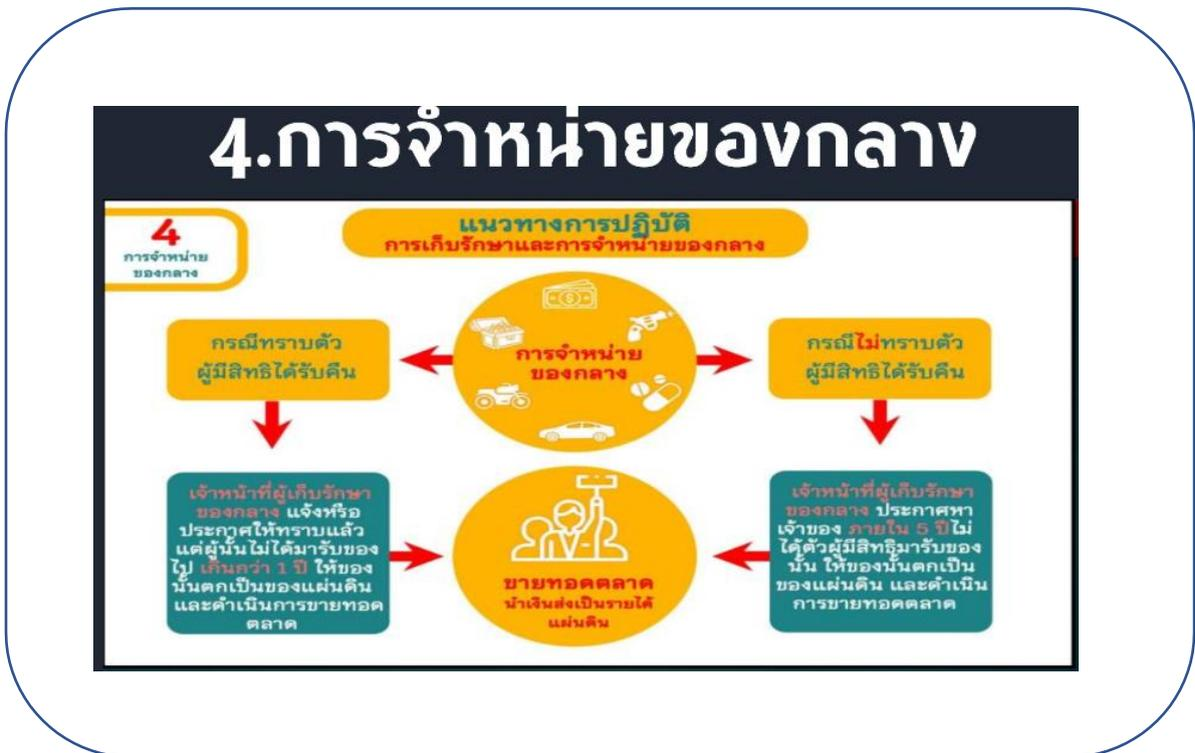 4.การจำหน่ายของกลาง
4
การจำหน่าย
ของกลาง
แนวทางการปฏิบัติ
การเก็บรักษาและการจำหน่ายของกลาง
การจำหน่าย
ของกลาง
กรณีทราบตัว
ผู้มีสิทธิได้รับคืน
กรณีไม่ทราบตัว
ผู้มีสิทธิได้รับคืน
เจ้าหน้าที่ผู้เก็บรักษา
ของกลาง แจ้งหรือ
ประกาศให้ทราบแล้ว
แต่ผู้นั้นไม่ได้มารับของ
ไป เกินกว่า 1 ปี ให้ของ
นั้นตกเป็นของแผ่นดิน
และดำเนินการขายทอด
ตลาด
ขายทอดตลาด
นำเงินส่งเป็นรายได้
แผ่นดิน
เจ้าหน้าที่ผู้เก็บรักษา
ของกลาง ประกาศหา
เจ้าของ ภายใน 5 ปีไม่
ได้ตัวผู้มีสิทธิมารับของ
นั้น ให้ของนั้นตกเป็น
ของแผ่นดิน และดำเนิน
การขายทอดตลาด